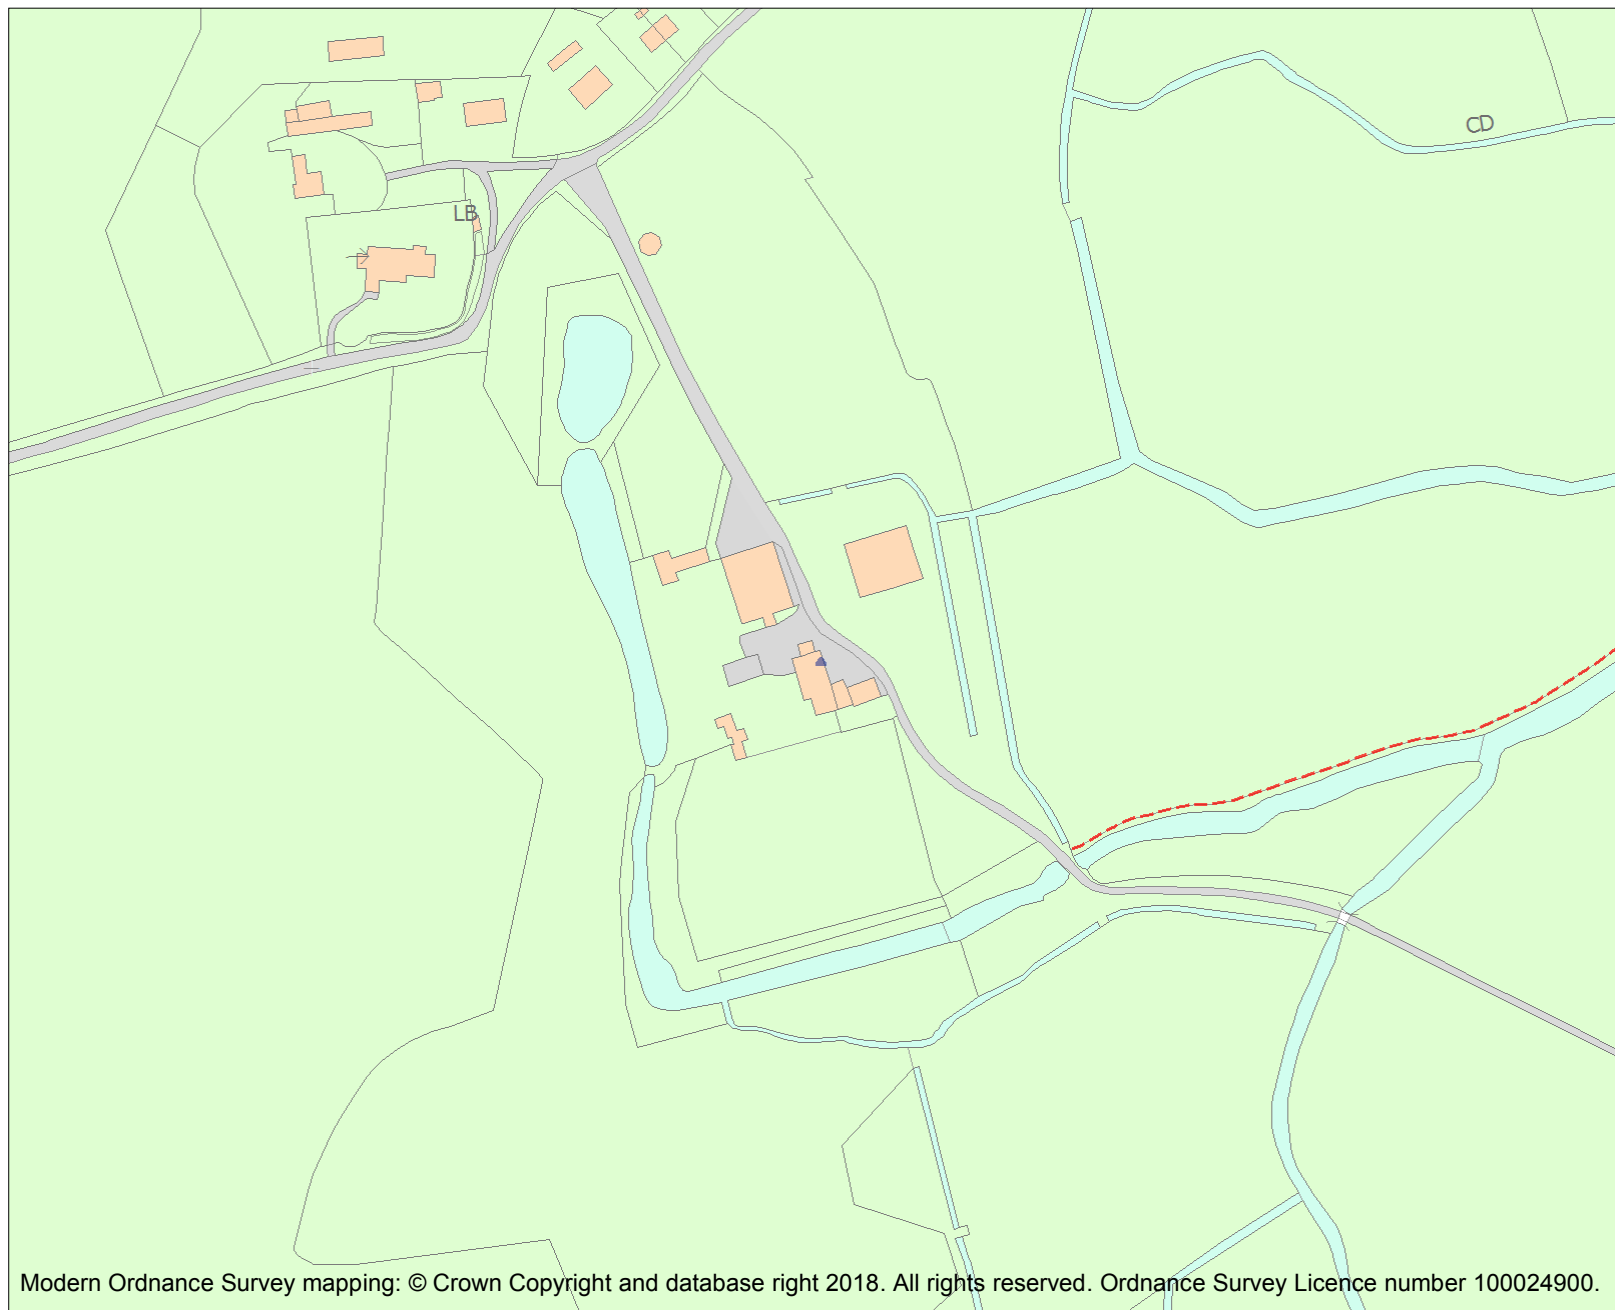 CD
LB
Modern Ordnance Survey mapping: © Crown Copyright and database right 2018. All rights reserved. Ordnance Survey Licence number 100024900.